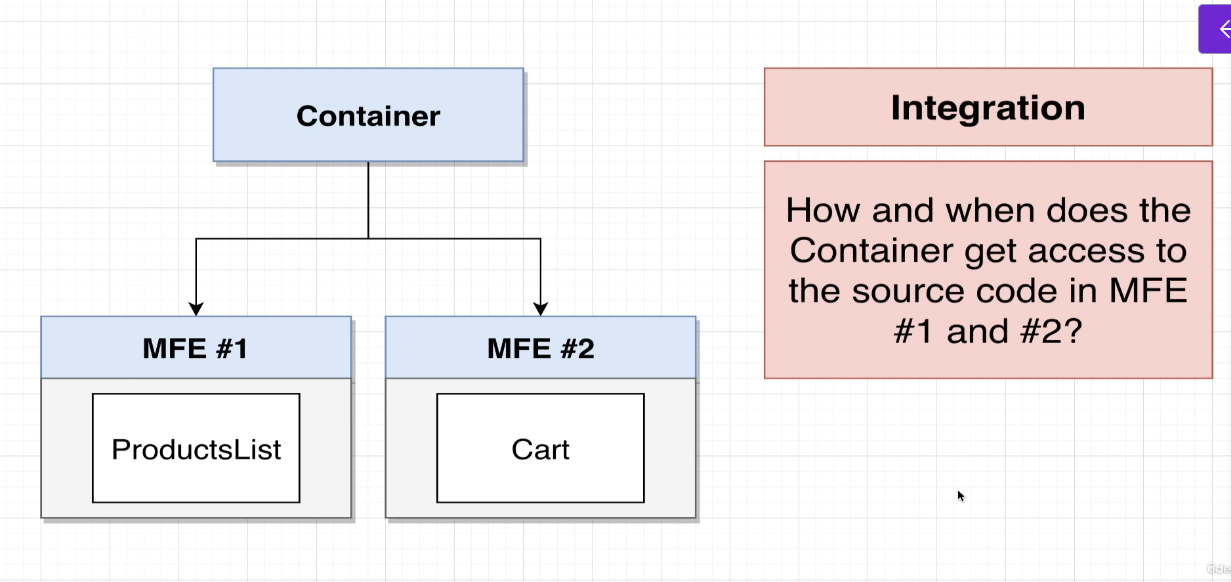 Container
Integration
How and when does the
Container get access to
the source code in MFE
#1 and #2?
MFE #1
MFE #2
ProductsList
Cart